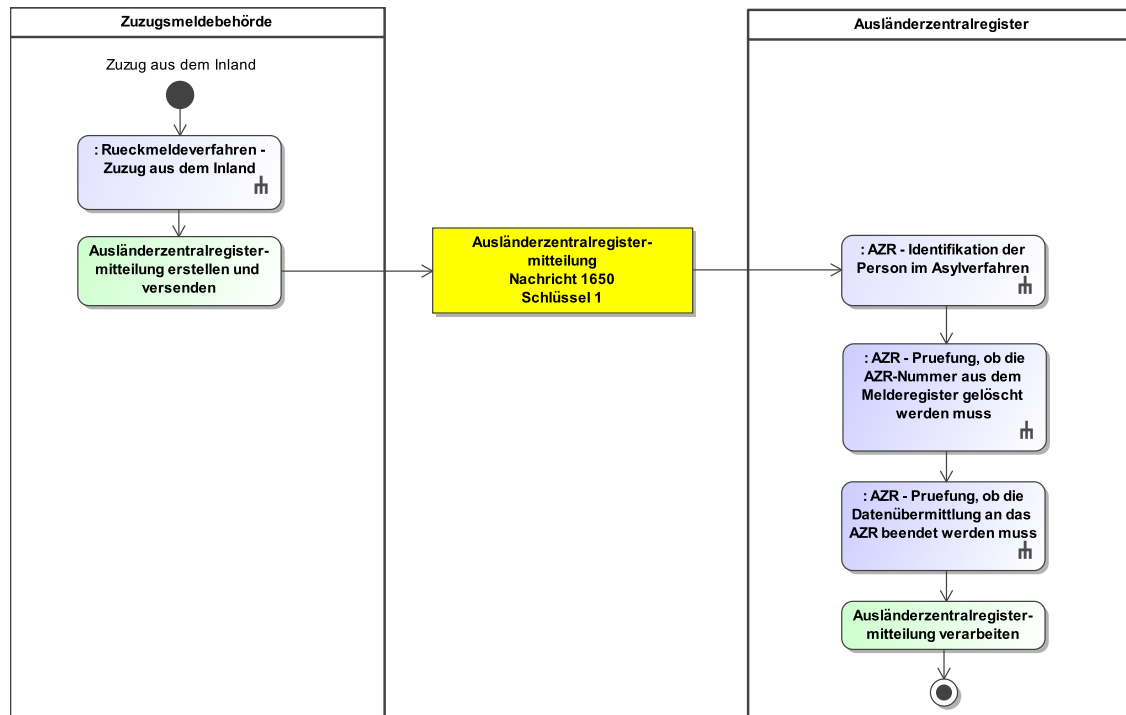 Zuzugsmeldebehörde
Ausländerzentralregister
Zuzug aus dem Inland
: Rueckmeldeverfahren -
Zuzug aus dem Inland
Ausländerzentralregister-
mitteilung erstellen und
versenden
Ausländerzentralregister-
mitteilung
Nachricht 1650
Schlüssel 1
: AZR - Identifikation der
Person im Asylverfahren
: AZR - Pruefung, ob die
AZR-Nummer aus dem
Melderegister gelöscht
werden muss
: AZR - Pruefung, ob die
Datenübermittlung an das
AZR beendet werden muss
Ausländerzentralregister-
mitteilung verarbeiten